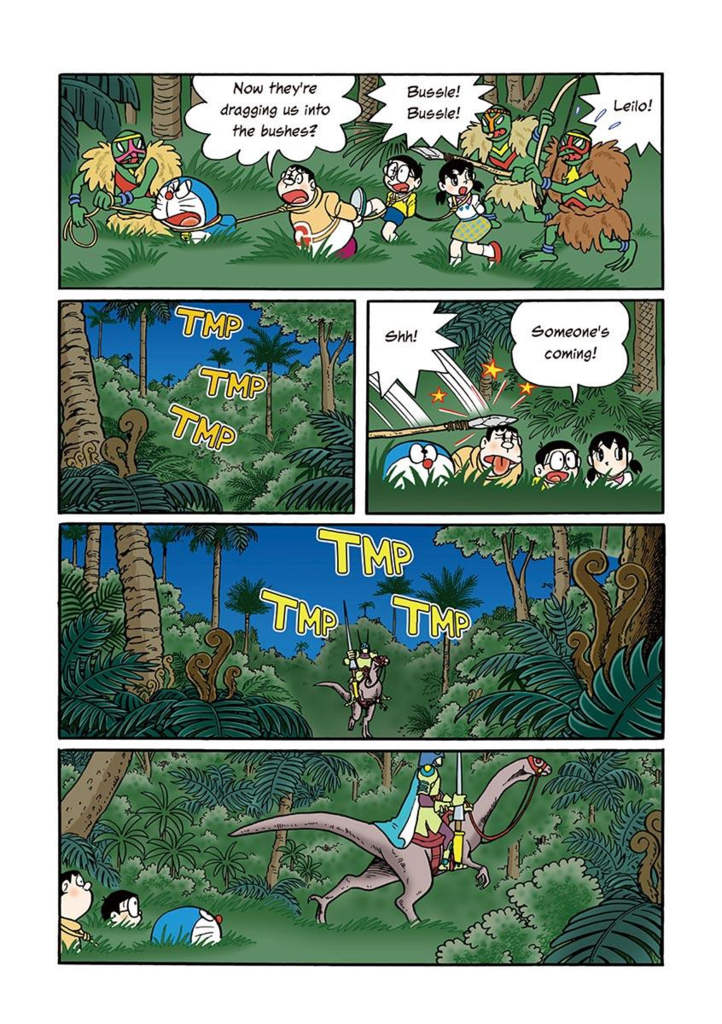 Now they're
dragging us into
the bushes?
Bussle!
Bussle!
Leilo!
G
TMP
TMP
TMP
Shh!
Someone's
coming!
TMP
TMP
TMP